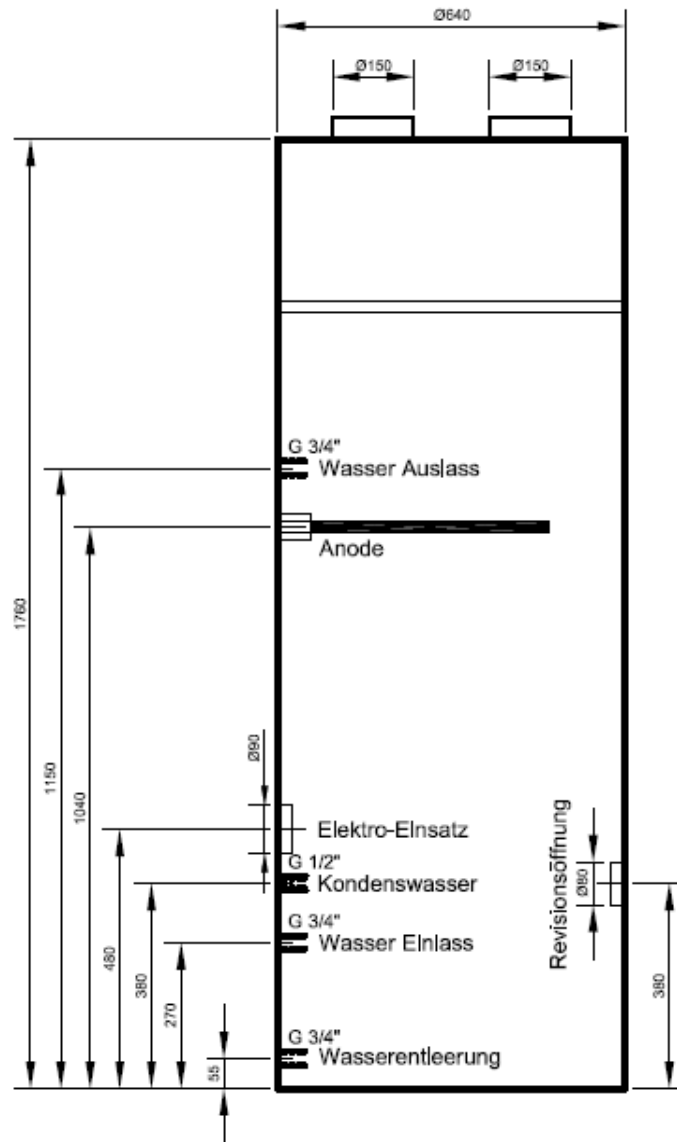 Ø640
Ø150
Ø150
G 3/4"
Wasser Auslass
Anode
1760
1150
1040
Ø90
Elektro-Einsatz
G 1/2"
Kondenswasser
Revisionsöffnung
Ø80
G 3/4"
Wasser Einlass
480
380
270
380
G 3/4"
Wasserentleerung
55